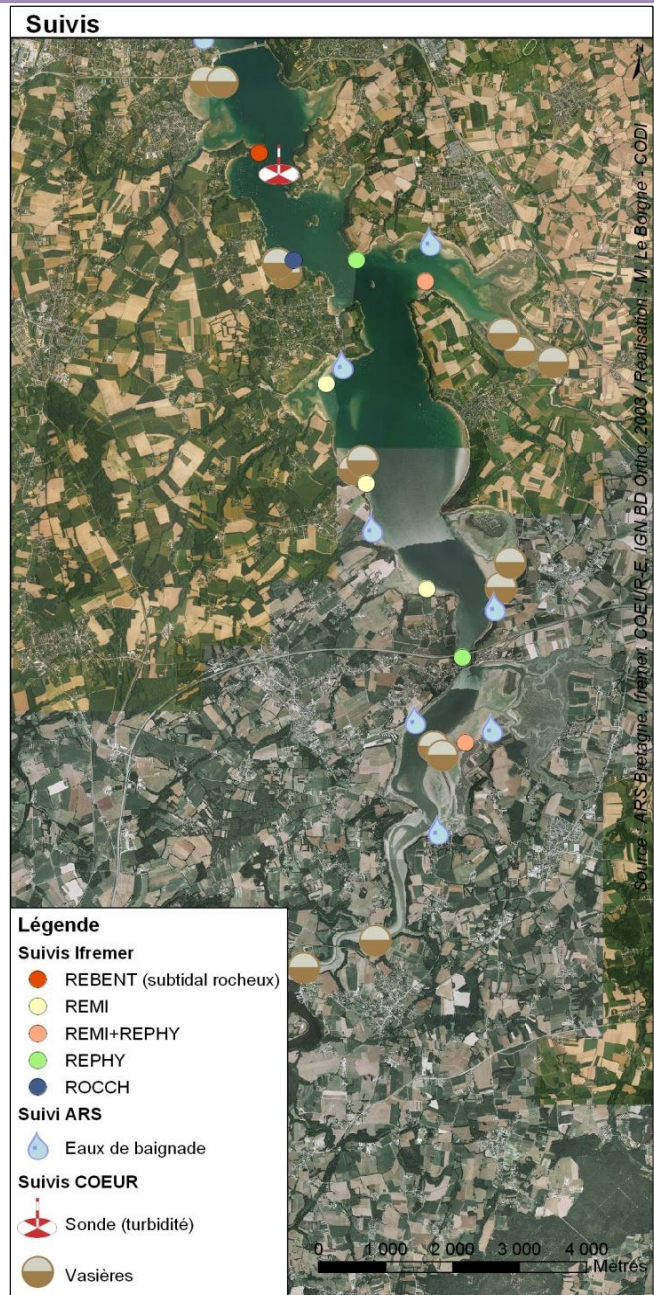 Suivis
Source : ARS Bretagne, Ifremer, COEUR-E, IGN BD Ortho, 2003 / Réalisation : M. Le Borgne - CODI
Légende
Suivis Ifremer
REBENT (subtidal rocheux)
REMI
REMI+REPHY
REPHY
ROCCH
Suivi ARS
Eaux de baignade
Suivis COEUR
Sonde (turbidité)
Vasières
0 1 000 2 000 3 000 4 000
Mètres